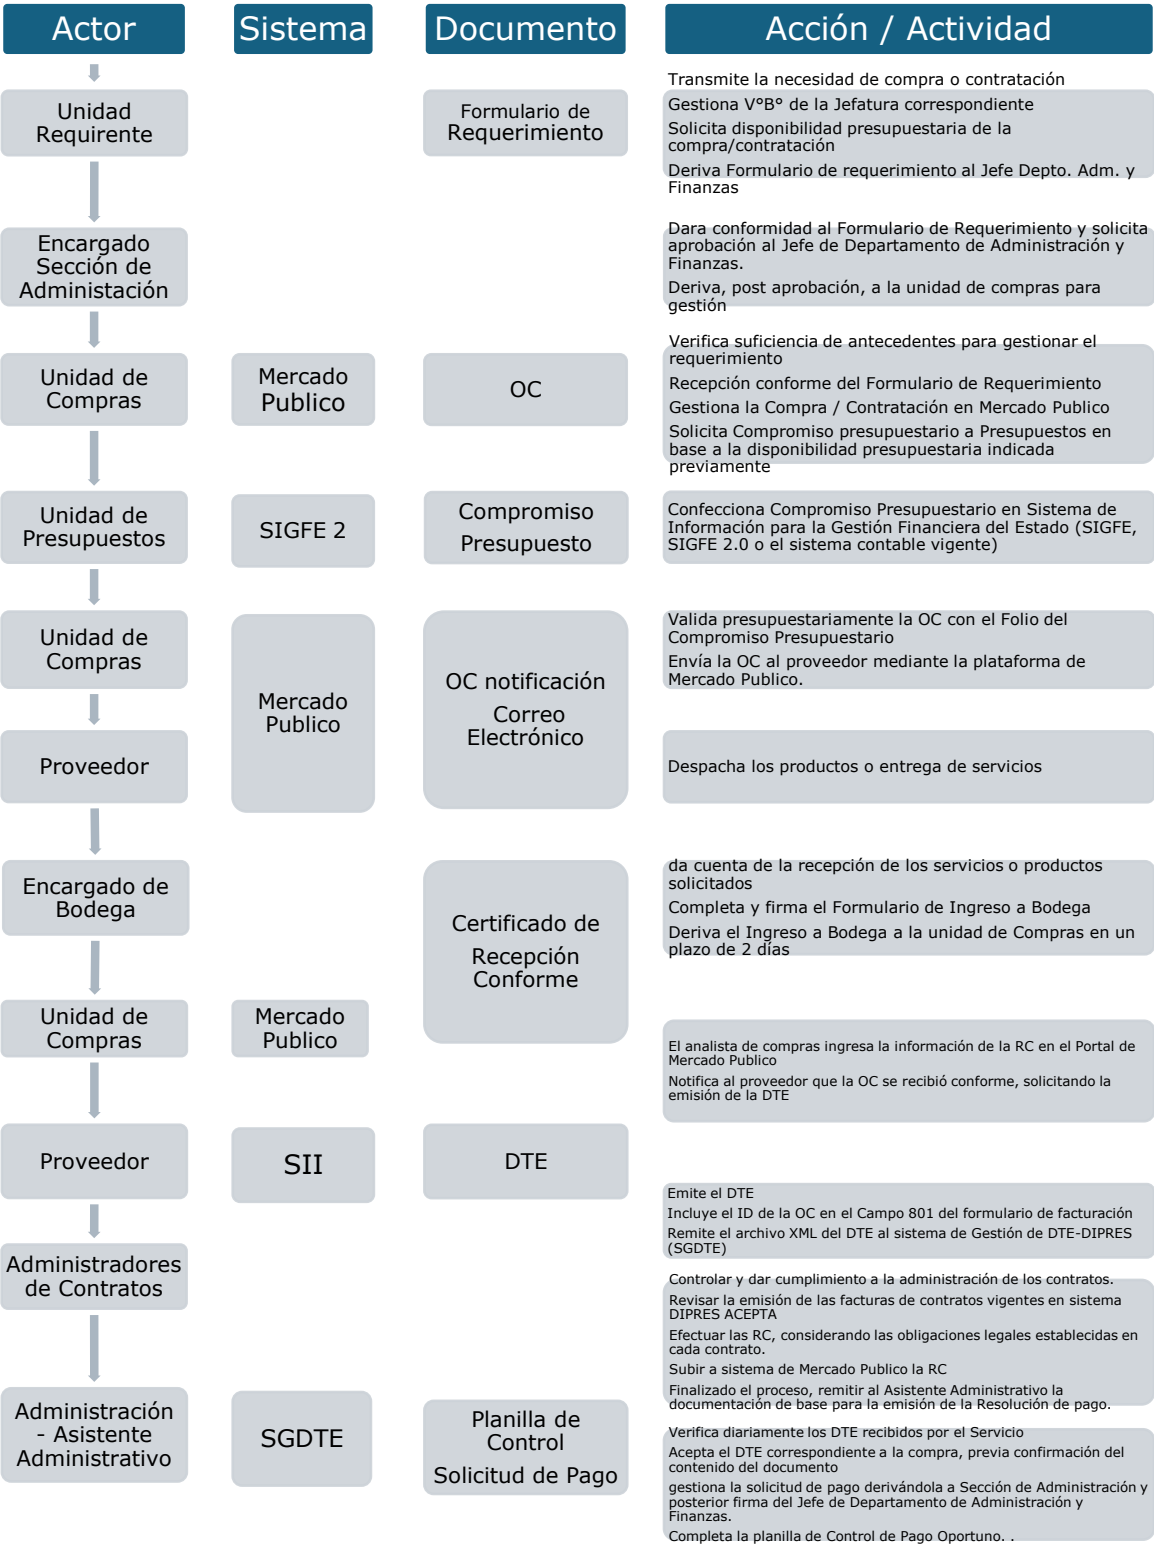 Actor
Sistema
Documento
Acción / Actividad
Unidad
Requirente
Formulario de
Requerimiento
Transmite la necesidad de compra o contratación
Gestiona V°B° de la Jefatura correspondiente
Solicita disponibilidad presupuestaria de la
compra/contratación
Deriva Formulario de requerimiento al Jefe Depto. Adm. y
Finanzas
Encargado
Sección de
Administación
Dara conformidad al Formulario de Requerimiento y solicita
aprobación al Jefe de Departamento de Administración y
Finanzas.
Deriva, post aprobación, a la unidad de compras para
gestión
Unidad de
Compras
Mercado
Publico
OC
Verifica suficiencia de antecedentes para gestionar el
requerimiento
Recepción conforme del Formulario de Requerimiento
Gestiona la Compra / Contratación en Mercado Publico
Solicita Compromiso presupuestario a Presupuestos en
base a la disponibilidad presupuestaria indicada
previamente
Unidad de
Presupuestos
SIGFE 2
Compromiso
Presupuesto
Confecciona Compromiso Presupuestario en Sistema de
Información para la Gestión Financiera del Estado (SIGFE,
SIGFE 2.0 o el sistema contable vigente)
Unidad de
Compras
Mercado
Publico
OC notificación
Correo
Electrónico
Valida presupuestariamente la OC con el Folio del
Compromiso Presupuestario
Envía la OC al proveedor mediante la plataforma de
Mercado Publico.
Proveedor
Despacha los productos o entrega de servicios
Encargado de
Bodega
Certificado de
Recepción
Conforme
da cuenta de la recepción de los servicios o productos
solicitados
Completa y firma el Formulario de Ingreso a Bodega
Deriva el Ingreso a Bodega a la unidad de Compras en un
plazo de 2 días
Unidad de
Compras
Mercado
Publico
El analista de compras ingresa la información de la RC en el Portal de
Mercado Publico
Notifica al proveedor que la OC se recibió conforme, solicitando la
emisión de la DTE
Proveedor
SII
DTE
Emite el DTE
Incluye el ID de la OC en el Campo 801 del formulario de facturación
Remite el archivo XML del DTE al sistema de Gestión de DTE-DIPRES
(SGDTE)
Administradores
de Contratos
Controlar y dar cumplimiento a la administración de los contratos.
Revisar la emisión de las facturas de contratos vigentes en sistema
DIPRES ACEPTA
Efectuar las RC, considerando las obligaciones legales establecidas en
cada contrato.
Subir a sistema de Mercado Publico la RC
Finalizado el proceso, remitir al Asistente Administrativo la
documentación de base para la emisión de la Resolución de pago.
Administración
- Asistente
Administrativo
SGDTE
Planilla de
Control
Solicitud de Pago
Verifica diariamente los DTE recibidos por el Servicio
Acepta el DTE correspondiente a la compra, previa confirmación del
contenido del documento
gestiona la solicitud de pago derivándola a Sección de Administración y
posterior firma del Jefe de Departamento de Administración y
Finanzas.
Completa la planilla de Control de Pago Oportuno. .